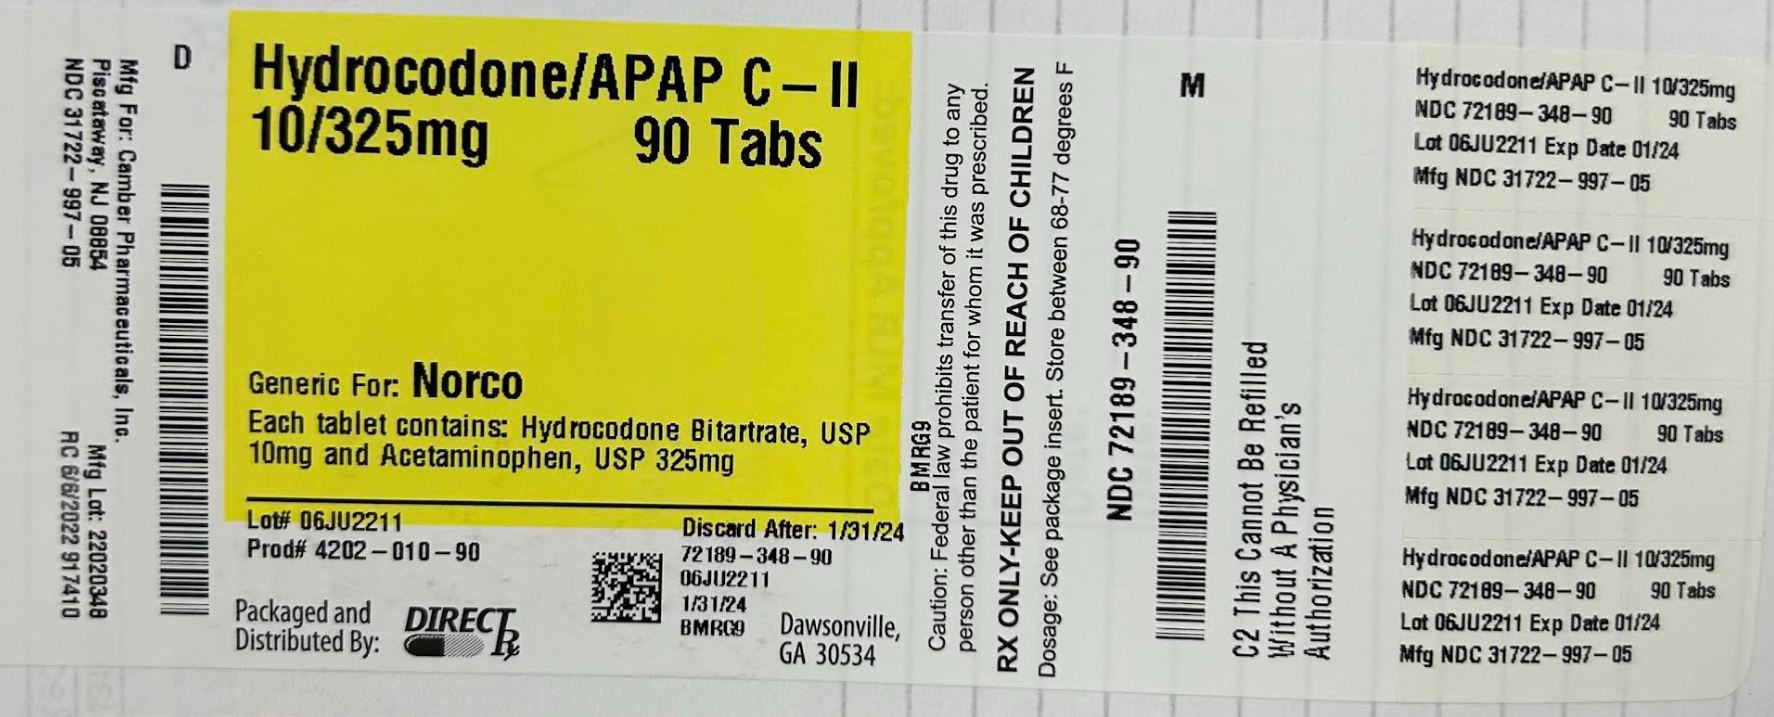 Mfg For: Camber Pharmaceuticals, Inc.
Piscataway, NJ 08854
NDC 31722-997-05
Mfg Lot: 22020348
RC 6/6/2022 917410
D
Hydrocodone/APAP C-II
10/325mg 90 Tabs
Generic For: Norco
Each tablet contains: Hydrocodone Bitartrate, USP
10mg and Acetaminophen, USP 325mg
Lot# 06JU2211
Prod# 4202-010-90
Discard After: 1/31/24
72189-348-90
06JU2211
1/31/24
BMRG9
Packaged and
Distributed By:
DIRECT Rx
Dawsonville,
GA 30534
BMRG9
Caution: Federal law prohibits transfer of this drug to any
person other than the patient for whom it was prescribed.
RX ONLY-KEEP OUT OF REACH OF CHILDREN
Dosage: See package insert. Store between 68-77 degrees F
NDC 72189-348-90
M
C2 This Cannot Be Refilled
Without A Physician's
Authorization
Hydrocodone/APAP C-II 10/325mg
NDC 72189-348-90 90 Tabs
Lot 06JU2211 Exp Date 01/24
Mfg NDC 31722-997-05
Hydrocodone/APAP C-II 10/325mg
NDC 72189-348-90 90 Tabs
Lot 06JU2211 Exp Date 01/24
Mfg NDC 31722-997-05
Hydrocodone/APAP C-II 10/325mg
NDC 72189-348-90 90 Tabs
Lot 06JU2211 Exp Date 01/24
Mfg NDC 31722-997-05
Hydrocodone/APAP C-II 10/325mg
NDC 72189-348-90 90 Tabs
Lot 06JU2211 Exp Date 01/24
Mfg NDC 31722-997-05